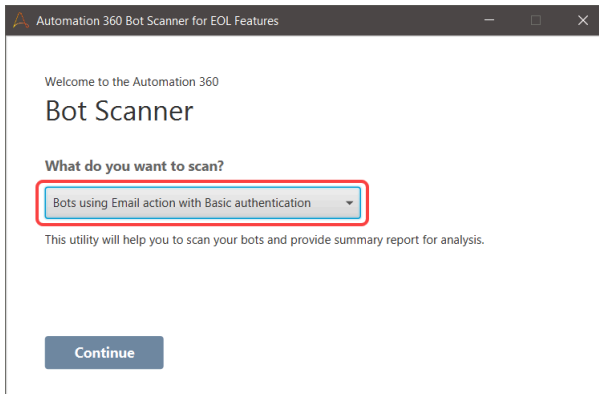 Automation 360 Bot Scanner for EOL Features
Welcome to the Automation 360
Bot Scanner
What do you want to scan?
Bots using Email action with Basic authentication
This utility will help you to scan your bots and provide summary report for analysis.
Continue